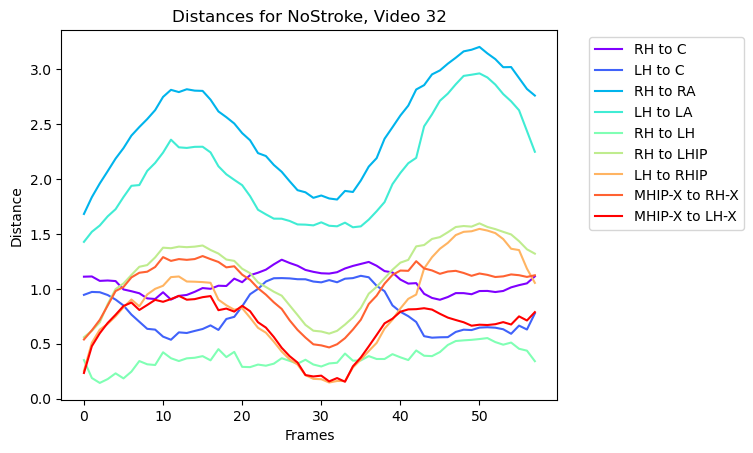 Distances for NoStroke, Video 32
Distance
3.0
2.5
2.0
1.5
1.0
0.5
0.0
0 10 20 30 40 50
Frames
RH to C
LH to C
RH to RA
LH to LA
RH to LH
RH to LHIP
LH to RHIP
MHIP-X to RH-X
MHIP-X to LH-X